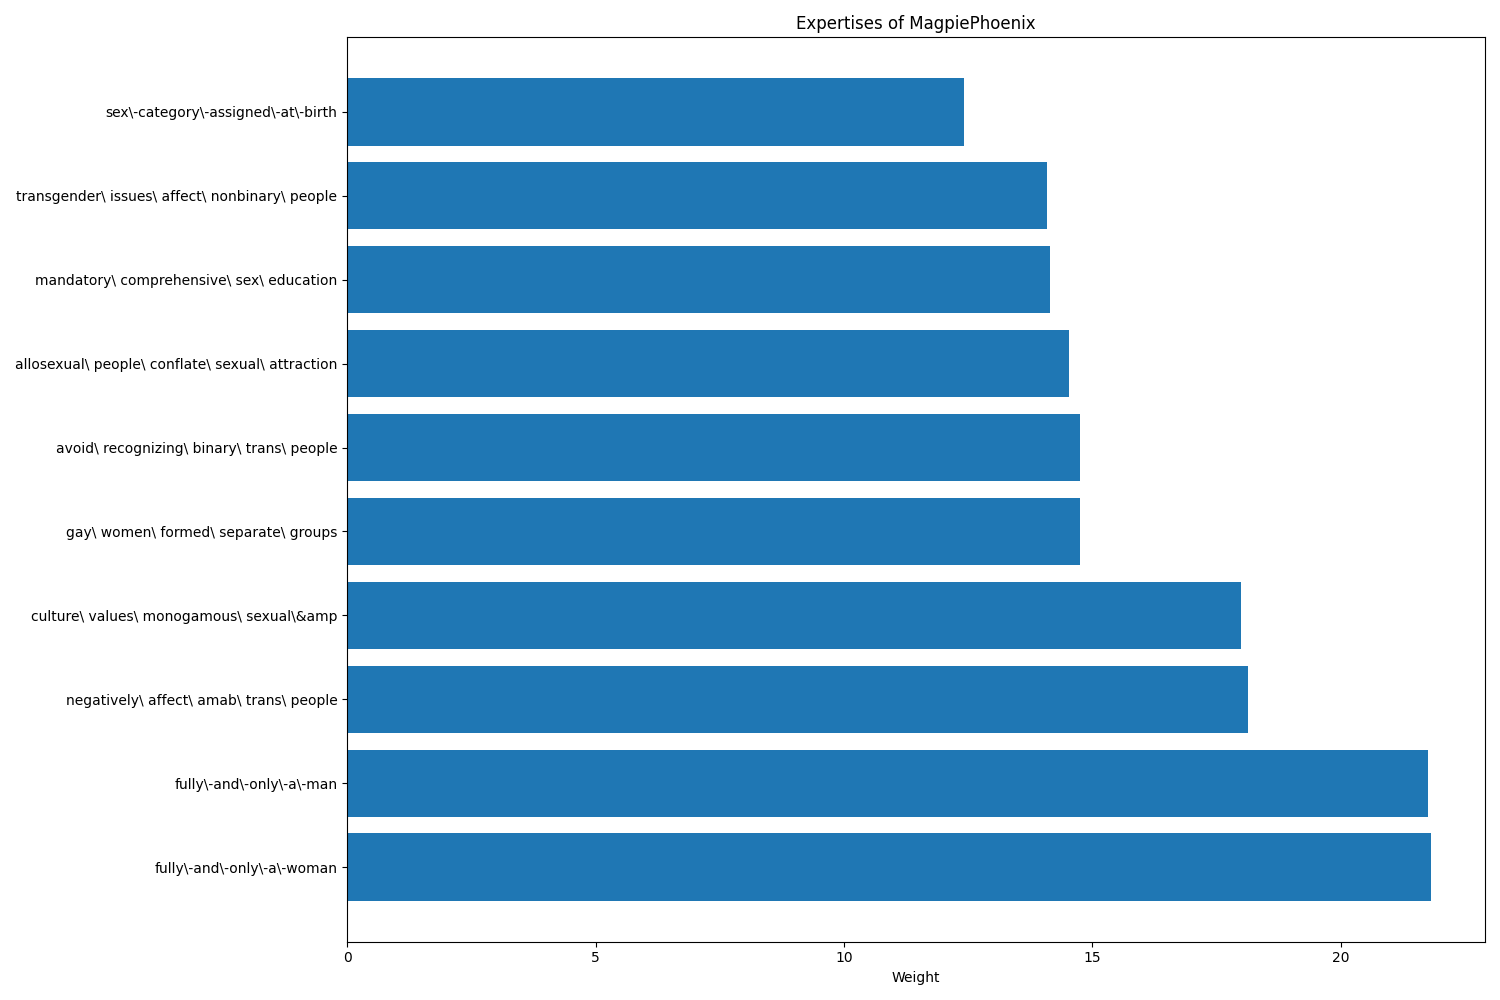 Expertises of MagpiePhoenix
sex\-category\-assigned\-at\-birth
transgender\ issues\ affect\ nonbinary\ people
mandatory\ comprehensive\ sex\ education
allosexual\ people\ conflate\ sexual\ attraction
avoid\ recognizing\ binary\ trans\ people
gay\ women\ formed\ separate\ groups
culture\ values\ monogamous\ sexual\&amp
negatively\ affect\ amab\ trans\ people
fully\-and\-only\-a\-man
fully\-and\-only\-a\-woman
0 5 10 15 20
Weight